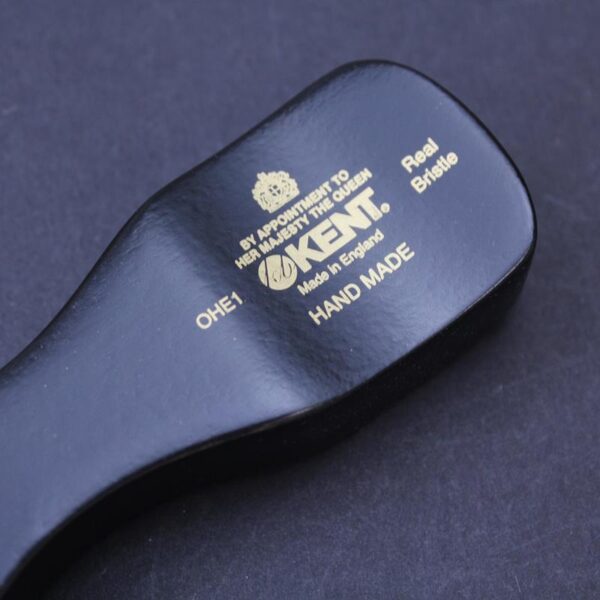 BY APPOINTMENT TO
HER MAJESTY THE QUEEN
KENT®
Made in England
HAND MADE
OHE1
Real
Bristle